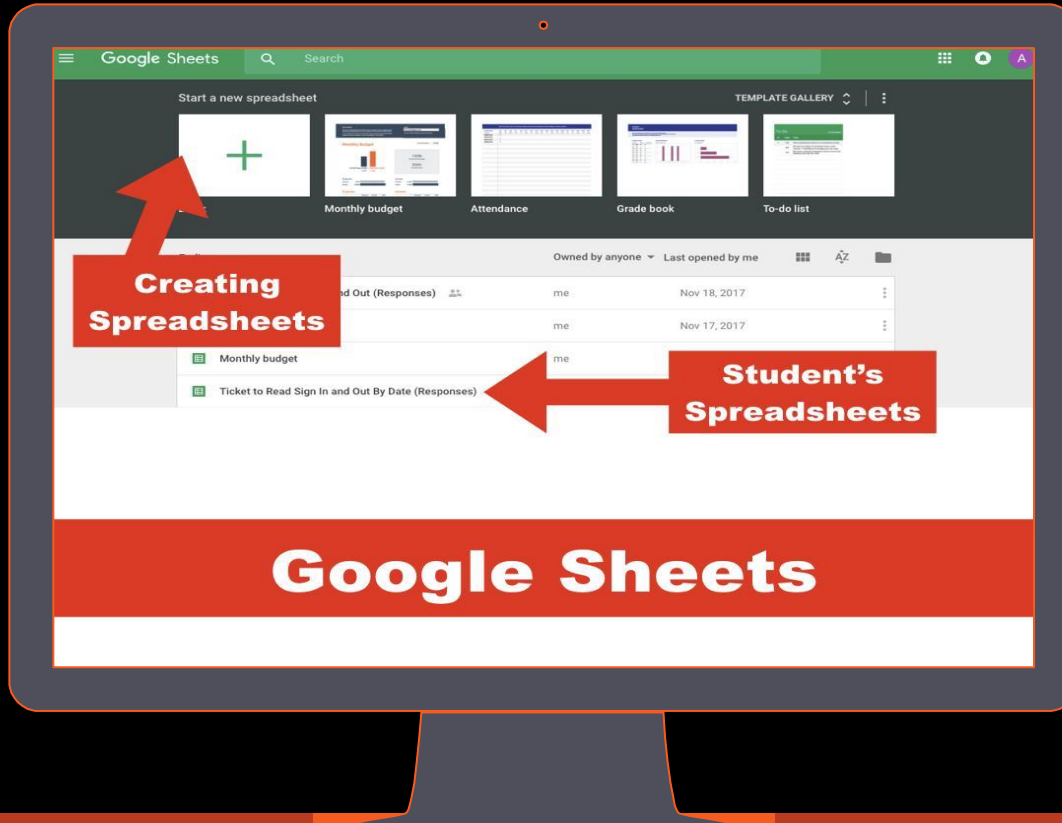 Google Sheets
Search
A
Start a new spreadsheet
TEMPLATE GALLERY
Monthly budget
Attendance
Grade book
To-do list
Owned by anyone
Last opened by me
AZ
Creating
Spreadsheets
nd Out (Responses)
me
Nov 18, 2017
me
Nov 17, 2017
Monthly budget
me
Ticket to Read Sign In and Out By Date (Responses)
Student's
Spreadsheets
Google Sheets